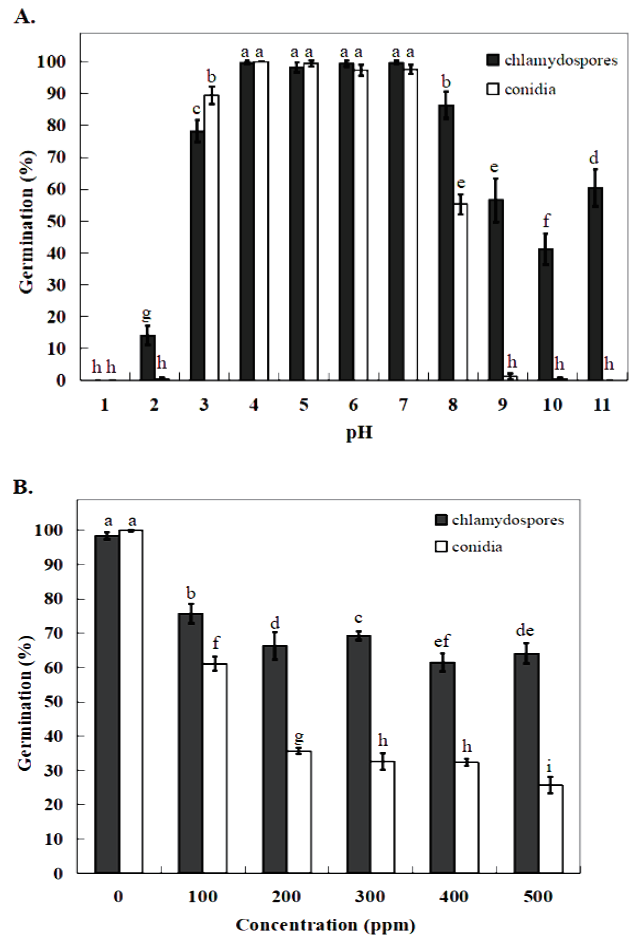 A.
100
90
80
70
60
50
40
30
20
10
0
Germination (%)
chlamydospores
conidia
h h
g
h
c
b
a a
a a
a a
a a
b
e
e
h
f
h
d
h
1 2 3 4 5 6 7 8 9 10 11
pH
B.
100
90
80
70
60
50
40
30
20
10
0
Germination (%)
chlamydospores
conidia
a a
b
f
d
g
c
h
ef
h
de
i
0 100 200 300 400 500
Concentration (ppm)